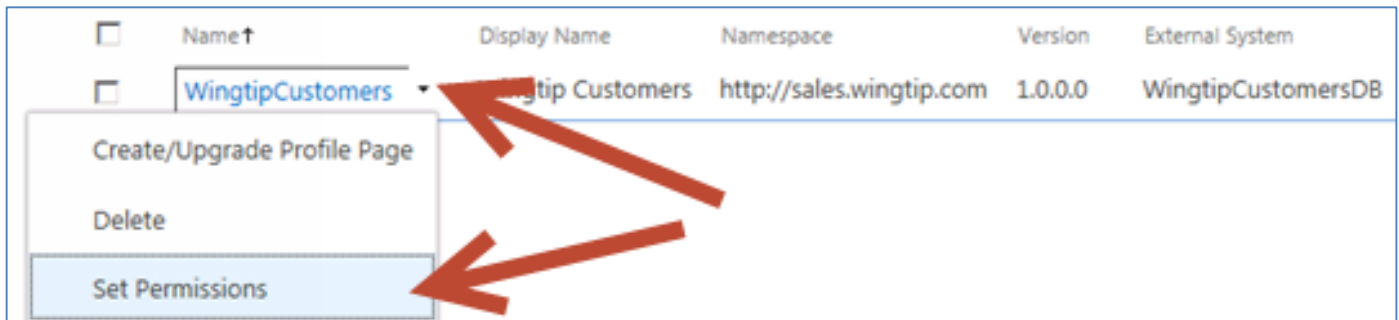 Name↑ Display Name Namespace Version External System
WingtipCustomers tip Customers http://sales.wingtip.com 1.0.0.0 WingtipCustomersDB
Create/Upgrade Profile Page
Delete
Set Permissions